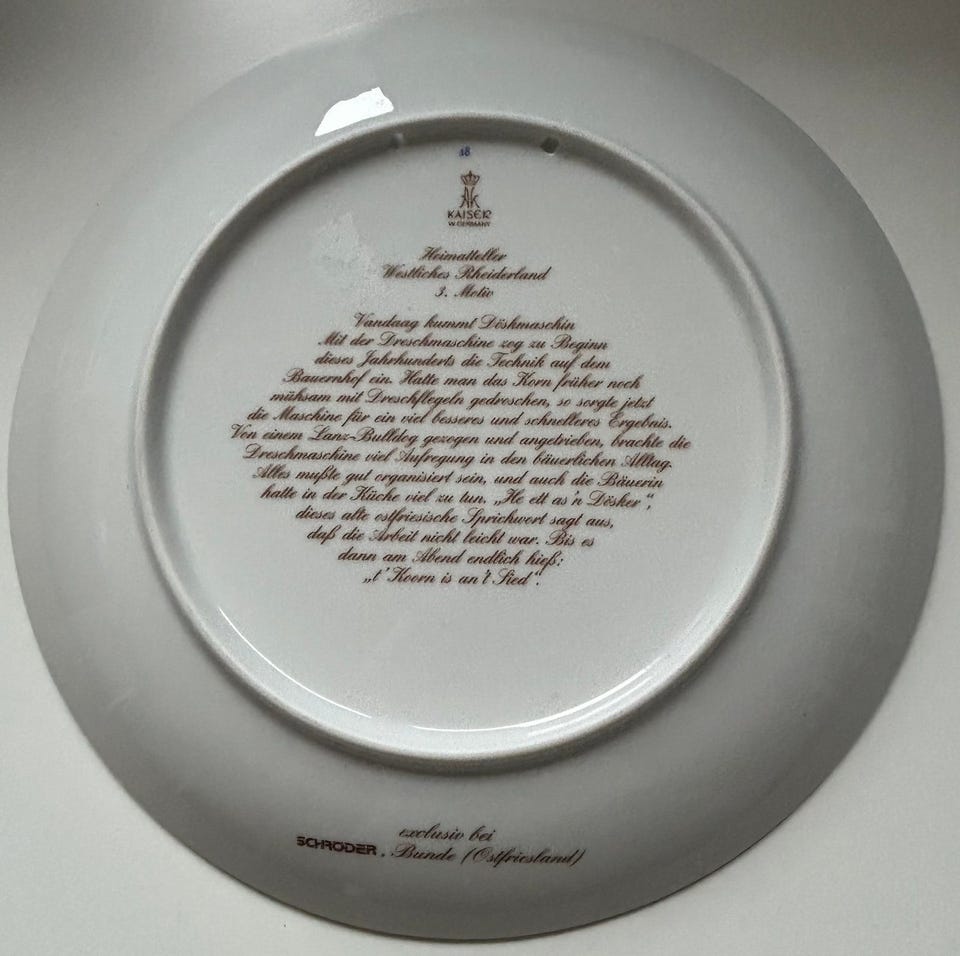 18
AK
KAISER
W. GERMANY
Heimatteller
Westliches Rheiderland
3. Motiv
Vandaag kummt Döshmaschin
Mit der Dreschmaschine zog zu Beginn
dieses Jahrhunderts die Technik auf dem
Bauernhof ein. Hatte man das Korn früher noch
mühsam mit Dreschflegeln gedroschen, so sorgte jetzt
die Maschine für ein viel besseres und schnelleres Ergebnis.
Von einem Lanz-Bulldog gezogen und angetrieben, brachte die
Dreschmaschine viel Aufregung in den bäuerlichen Alltag.
Alles mußte gut organisiert sein, und auch die Bäuerin
hatte in der Küche viel zu tun. „He ett as'n Dösker“,
dieses alte ostfriesische Sprichwort sagt aus,
daß die Arbeit nicht leicht war. Bis es
dann am Abend endlich hieß:
„t' Koorn is an't Sied“.
exclusiv bei
SCHRÖDER, Bunde (Ostfriesland)